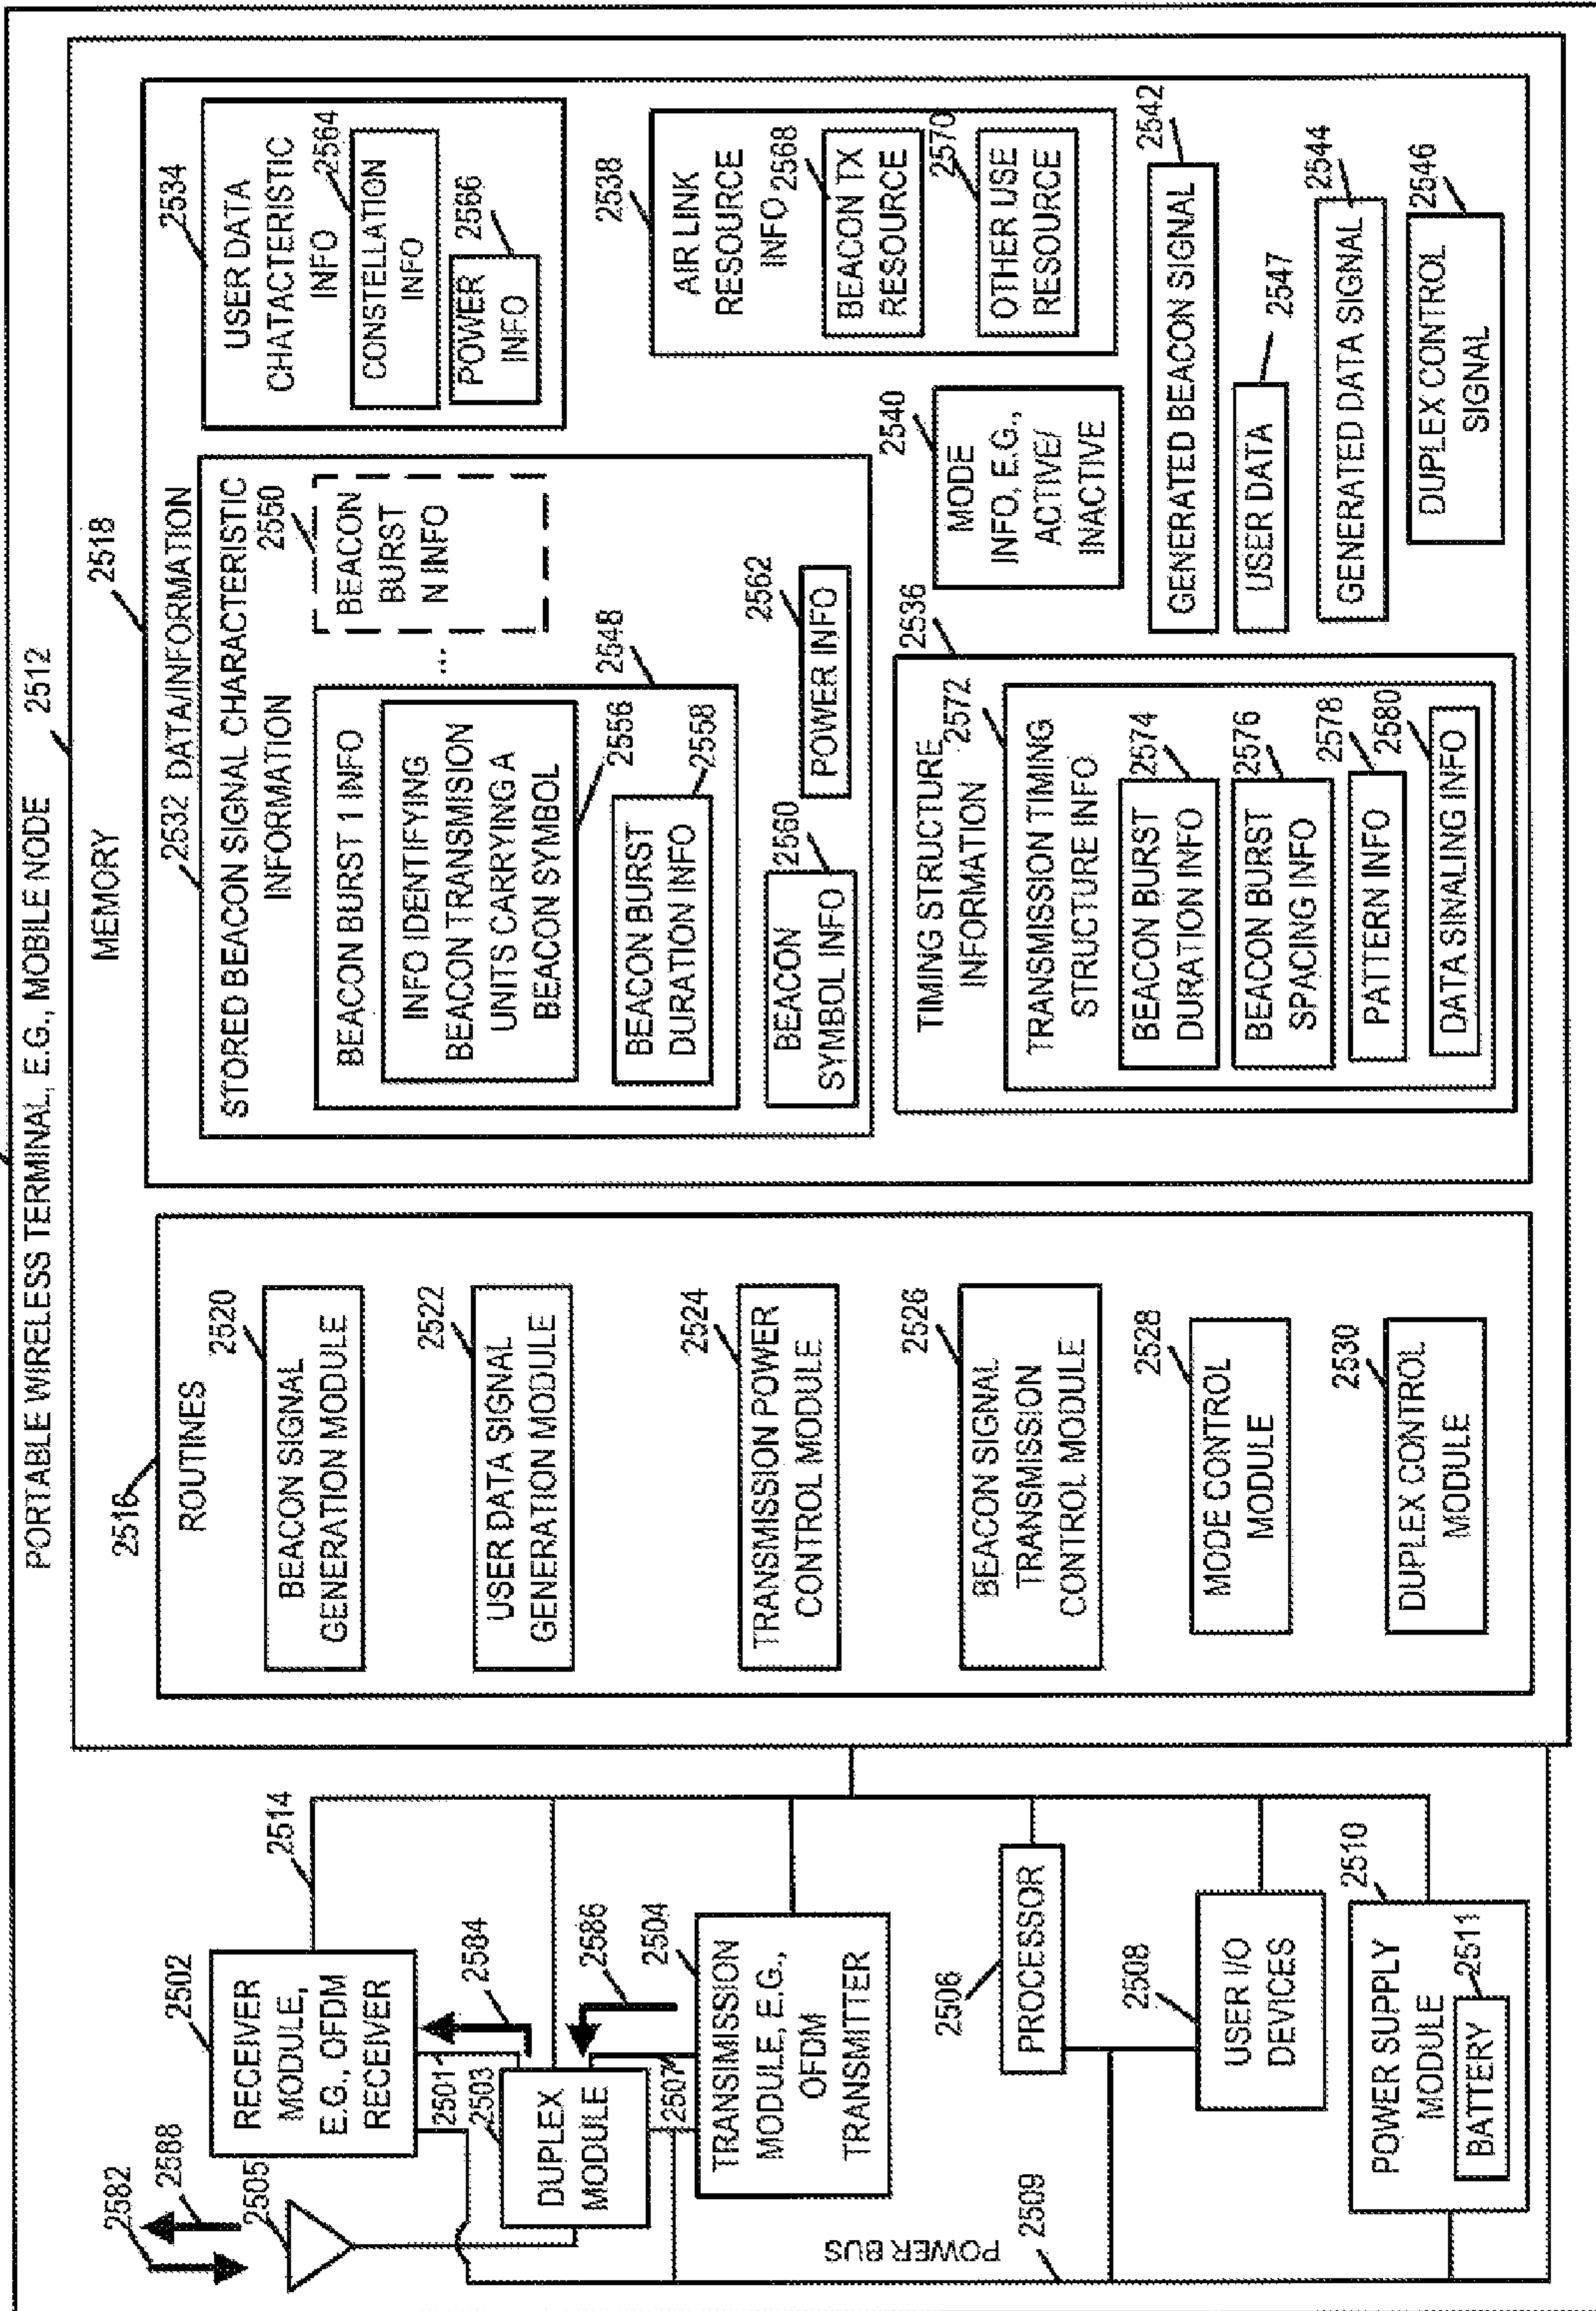 PORTABLE WIRELESS TERMINAL, E.G., MOBILE NODE
2512
MEMORY
2582
2588
2505
2502
RECEIVER
MODULE,
E.G., OFDM
RECEIVER
2514
2501
2503
2584
DUPLEX
MODULE
2586
2507
2504
TRANSIMISSION
MODULE, E.G.,
OFDM
TRANSMITTER
POWER BUS
2509
2506
PROCESSOR
2508
USER I/O
DEVICES
2510
POWER SUPPLY
MODULE
2511
BATTERY
2516
ROUTINES
2520
BEACON SIGNAL
GENERATION MODULE
2522
USER DATA SIGNAL
GENERATION MODULE
2524
TRANSMISSION POWER
CONTROL MODULE
2526
BEACON SIGNAL
TRANSMISSION
CONTROL MODULE
2528
MODE CONTROL
MODULE
2530
DUPLEX CONTROL
MODULE
2518
DATA/INFORMATION
2532
STORED BEACON SIGNAL CHARACTERISTIC
INFORMATION
2550
BEACON
BURST
N INFO
...
BEACON BURST 1 INFO
2548
INFO IDENTIFYING
BEACON TRANSMISION
UNITS CARRYING A
BEACON SYMBOL
2556
BEACON BURST
DURATION INFO
2558
2560
BEACON
SYMBOL INFO
2562
POWER INFO
2534
USER DATA
CHATACTERISTIC
INFO
2564
CONSTELLATION
INFO
2566
POWER
INFO
2538
AIR LINK
RESOURCE
INFO
2568
BEACON TX
RESOURCE
2570
OTHER USE
RESOURCE
2540
MODE
INFO, E.G.,
ACTIVE/
INACTIVE
2536
TIMING STRUCTURE
INFORMATION
2572
TRANSMISSION TIMING
STRUCTURE INFO
2574
BEACON BURST
DURATION INFO
2576
BEACON BURST
SPACING INFO
2578
PATTERN INFO
2580
DATA SINALING INFO
2542
GENERATED BEACON SIGNAL
2547
USER DATA
2544
GENERATED DATA SIGNAL
2546
DUPLEX CONTROL
SIGNAL